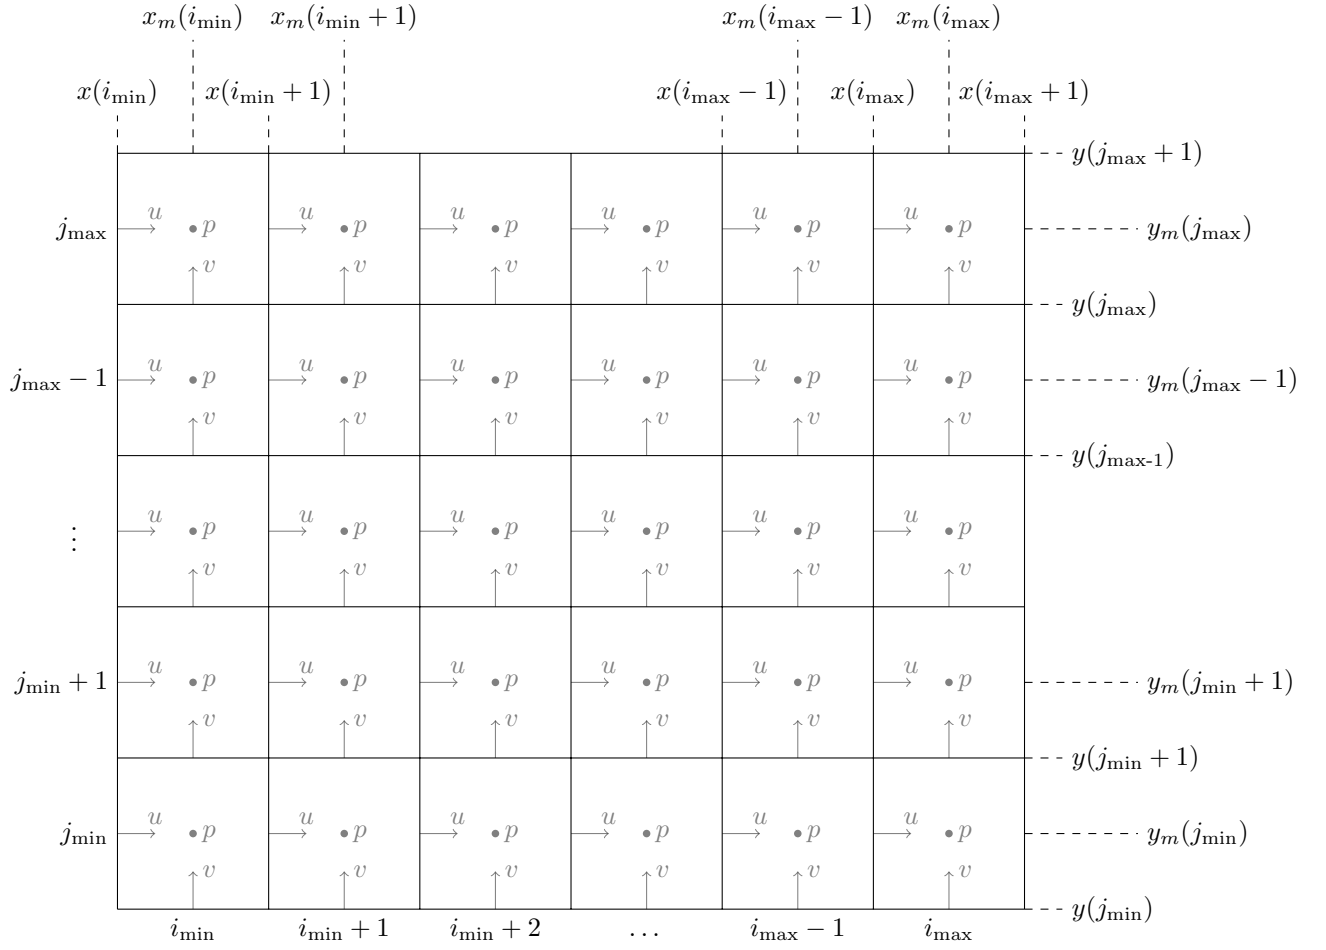 x_m(i_min) x_m(i_min + 1) x_m(i_max − 1) x_m(i_max)
x(i_min) x(i_min + 1) x(i_max − 1) x(i_max) x(i_max + 1)
y(j_max + 1)
u u u u u u
j_max p p p p p p y_m(j_max)
v v v v v v
y(j_max)
u u u u u u
j_max − 1 p p p p p p y_m(j_max − 1)
v v v v v v
y(j_max-1)
u u u u u u
⋮ p p p p p p
v v v v v v
u u u u u u
j_min + 1 p p p p p p y_m(j_min + 1)
v v v v v v
y(j_min + 1)
u u u u u u
j_min p p p p p p y_m(j_min)
v v v v v v
y(j_min)
i_min i_min + 1 i_min + 2 … i_max − 1 i_max